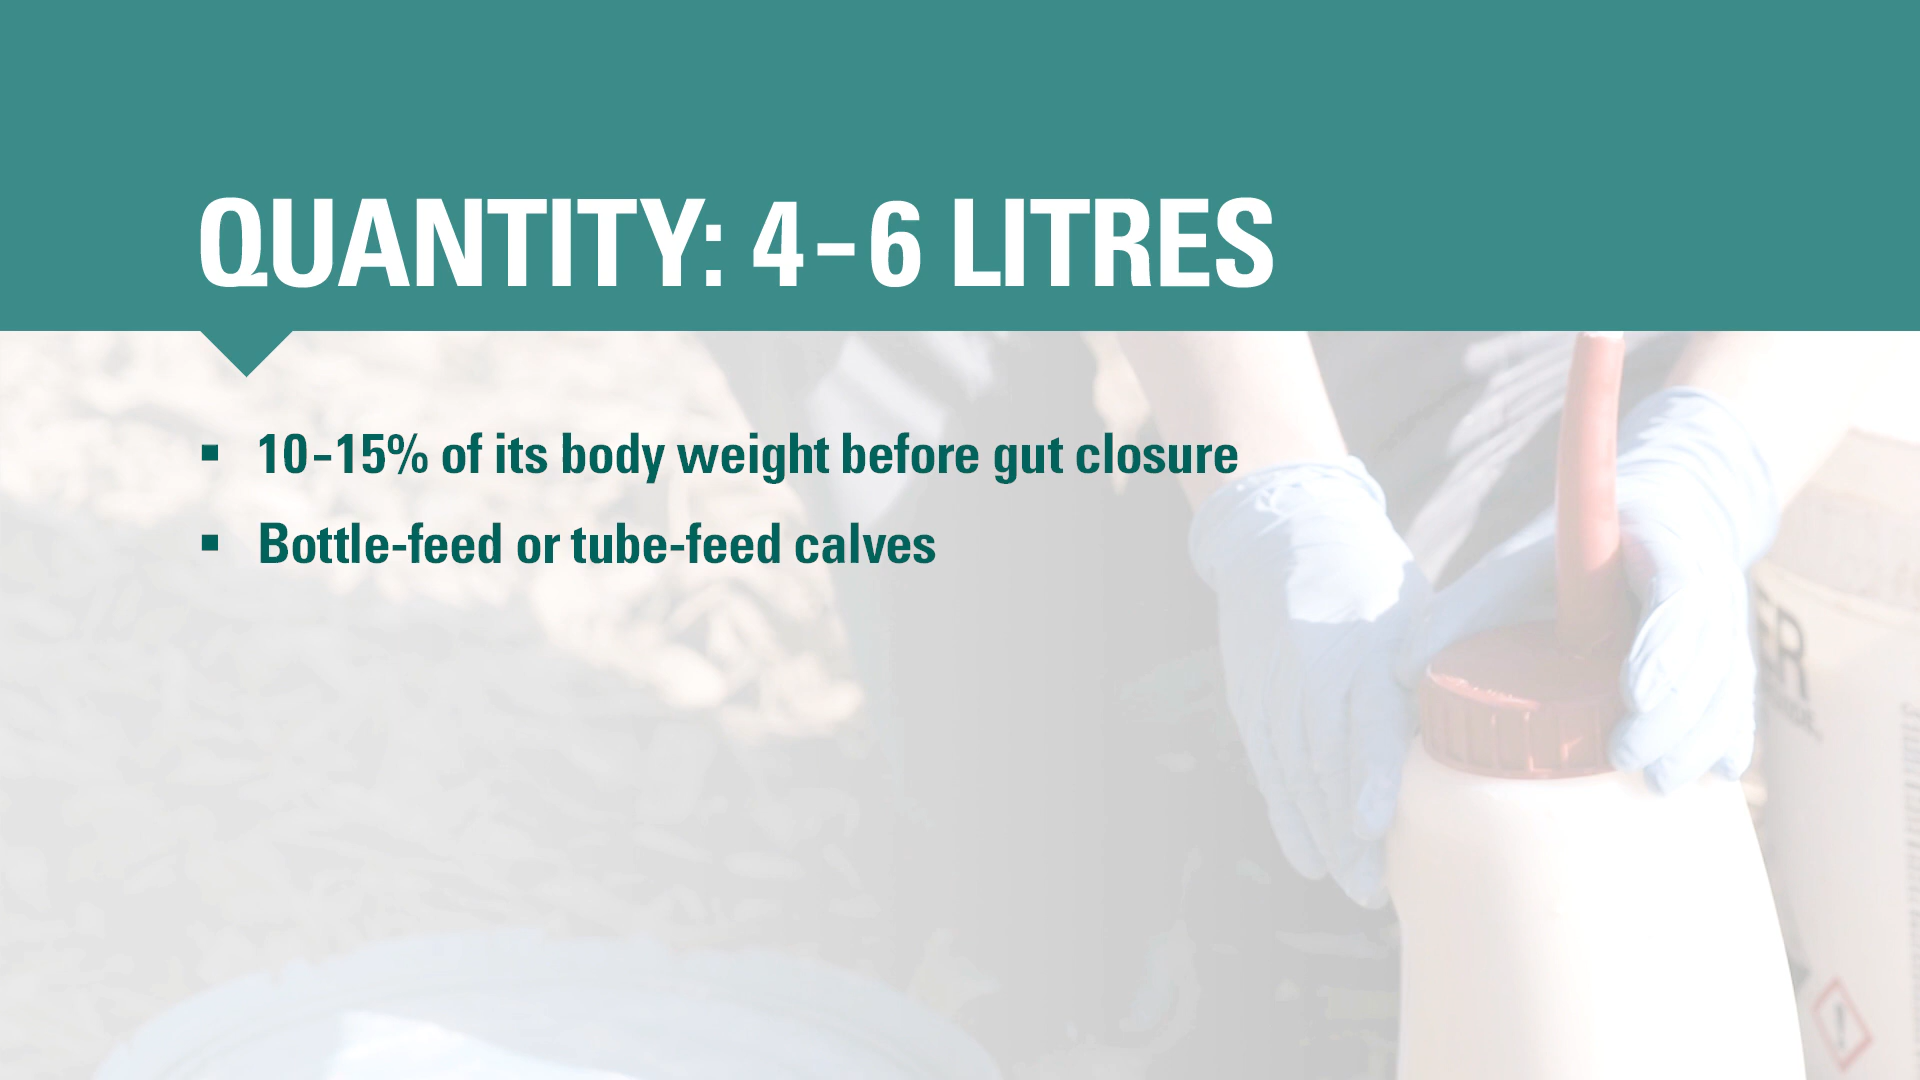 QUANTITY: 4-6 LITRES
▪ 10-15% of its body weight before gut closure
▪ Bottle-feed or tube-feed calves
ER